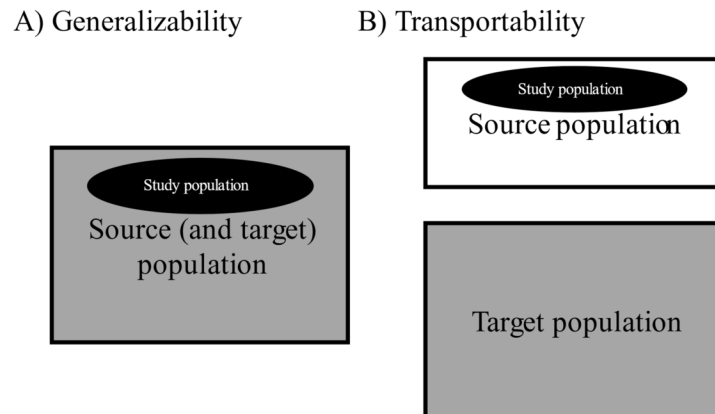 A) Generalizability
Study population
Source (and target)
population
B) Transportability
Study population
Source population
Target population